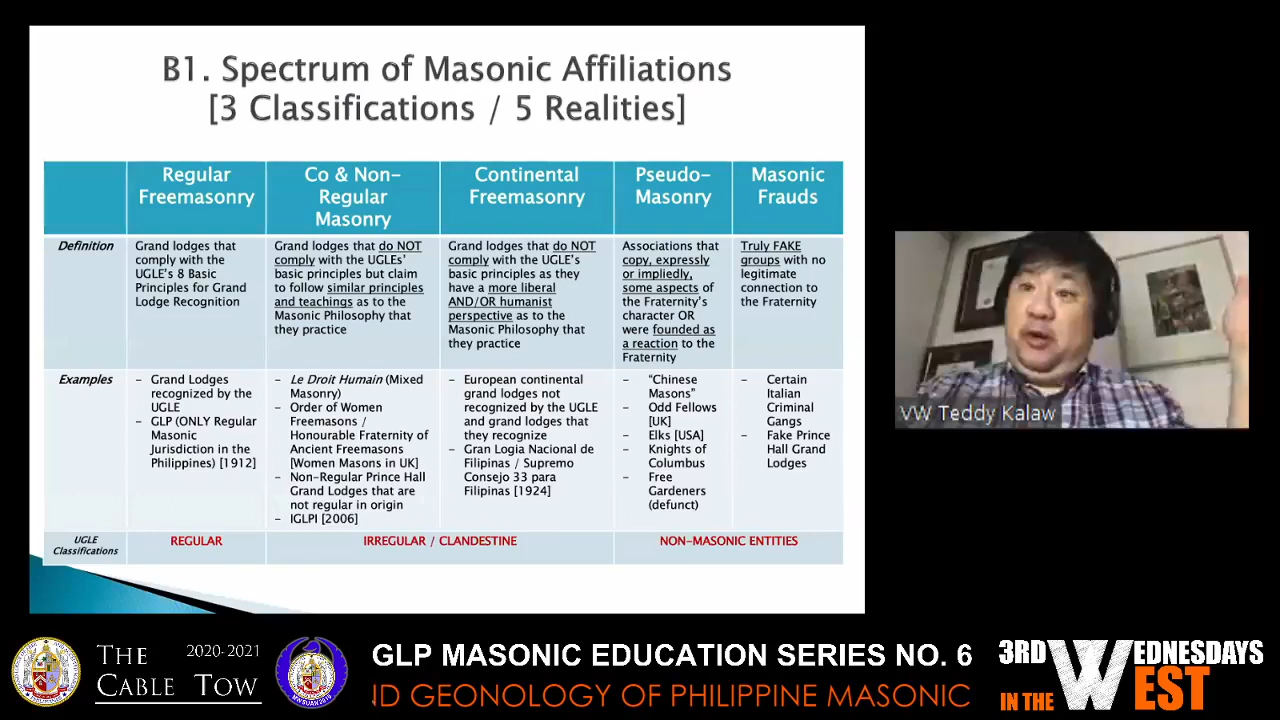 B1. Spectrum of Masonic Affiliations
[3 Classifications / 5 Realities]
Regular
Freemasonry
Co & Non-
Regular
Masonry
Continental
Freemasonry
Pseudo-
Masonry
Masonic
Frauds
Definition
Grand lodges that
comply with the
UGLE's 8 Basic
Principles for Grand
Lodge Recognition
Grand lodges that do NOT
comply with the UGLEs'
basic principles but claim
to follow similar principles
and teachings as to the
Masonic Philosophy that
they practice
Grand lodges that do NOT
comply with the UGLE's
basic principles as they
have a more liberal
AND/OR humanist
perspective as to the
Masonic Philosophy that
they practice
Associations that
copy, expressly
or impliedly,
some aspects of
the Fraternity's
character OR
were founded as
a reaction to the
Fraternity
Truly FAKE
groups with no
legitimate
connection to
the Fraternity
Examples
- Grand Lodges
recognized by the
UGLE
- GLP (ONLY Regular
Masonic
Jurisdiction in the
Philippines) [1912]
- Le Droit Humain (Mixed
Masonry)
- Order of Women
Freemasons /
Honourable Fraternity of
Ancient Freemasons
[Women Masons in UK]
- Non-Regular Prince Hall
Grand Lodges that are
not regular in origin
- IGLPI [2006]
- European continental
grand lodges not
recognized by the UGLE
and grand lodges that
they recognize
- Gran Logia Nacional de
Filipinas / Supremo
Consejo 33 para
Filipinas [1924]
- "Chinese
Masons"
- Odd Fellows
[UK]
- Elks [USA]
- Knights of
Columbus
- Free
Gardeners
(defunct)
- Certain
Italian
Criminal
Gangs
- Fake Prince
Hall Grand
Lodges
UGLE
Classifications
REGULAR
IRREGULAR / CLANDESTINE
NON-MASONIC ENTITIES
VW Teddy Kalaw
THE 2020-2021
CABLE TOW
GLP MASONIC EDUCATION SERIES NO. 6
ND GEONOLOGY OF PHILIPPINE MASONIC
3RD WEDNESDAYS
IN THE WEST